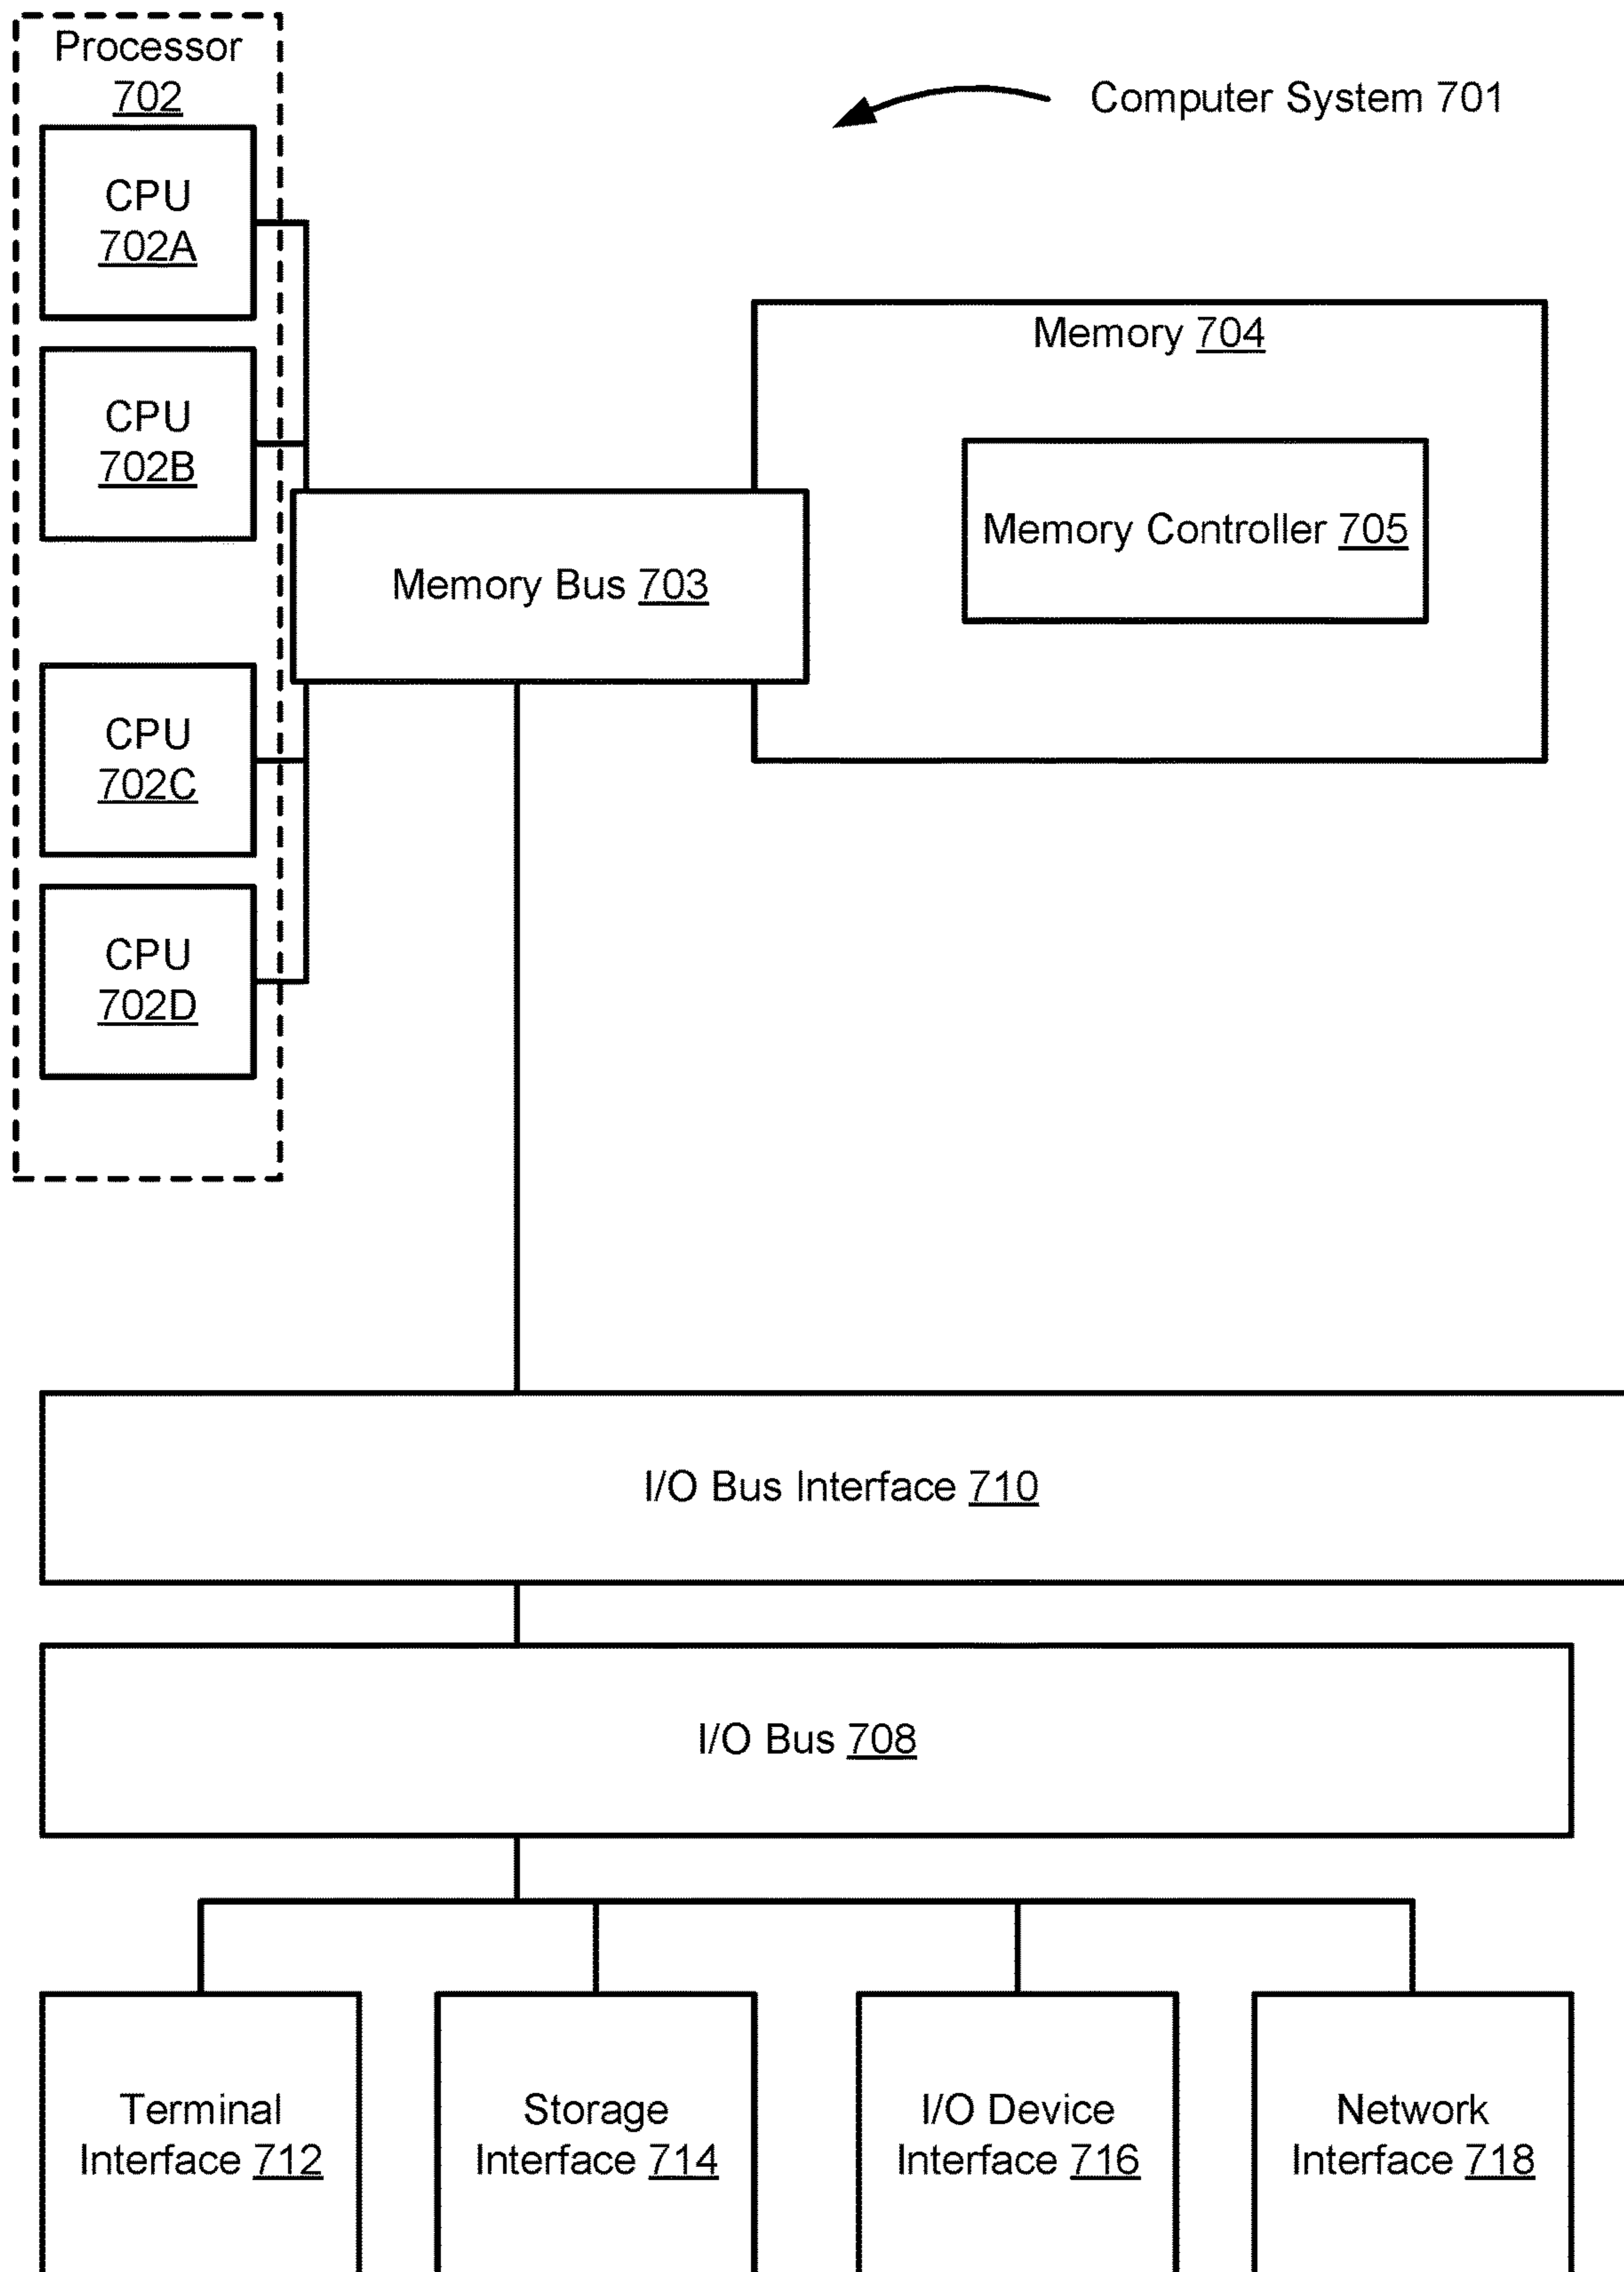 Processor
702
Computer System 701
CPU
702A
Memory 704
CPU
702B
Memory Controller 705
Memory Bus 703
CPU
702C
CPU
702D
I/O Bus Interface 710
I/O Bus 708
Terminal
Interface 712
Storage
Interface 714
I/O Device
Interface 716
Network
Interface 718